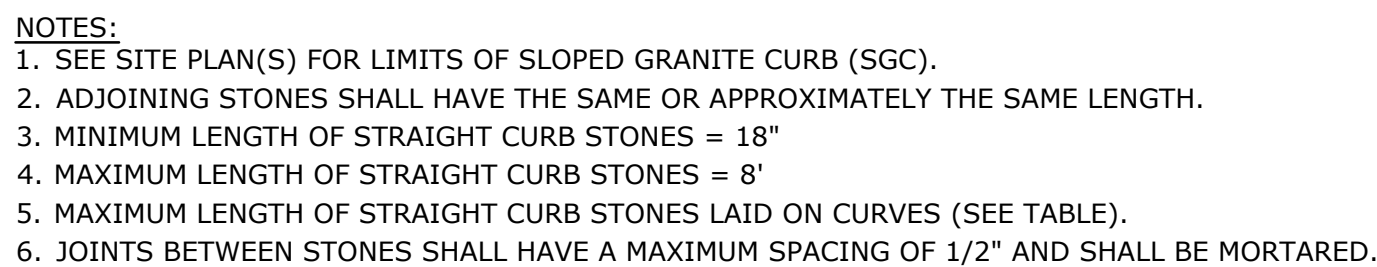 NOTES:
1. SEE SITE PLAN(S) FOR LIMITS OF SLOPED GRANITE CURB (SGC).
2. ADJOINING STONES SHALL HAVE THE SAME OR APPROXIMATELY THE SAME LENGTH.
3. MINIMUM LENGTH OF STRAIGHT CURB STONES = 18"
4. MAXIMUM LENGTH OF STRAIGHT CURB STONES = 8'
5. MAXIMUM LENGTH OF STRAIGHT CURB STONES LAID ON CURVES (SEE TABLE).
6. JOINTS BETWEEN STONES SHALL HAVE A MAXIMUM SPACING OF 1/2" AND SHALL BE MORTARED.